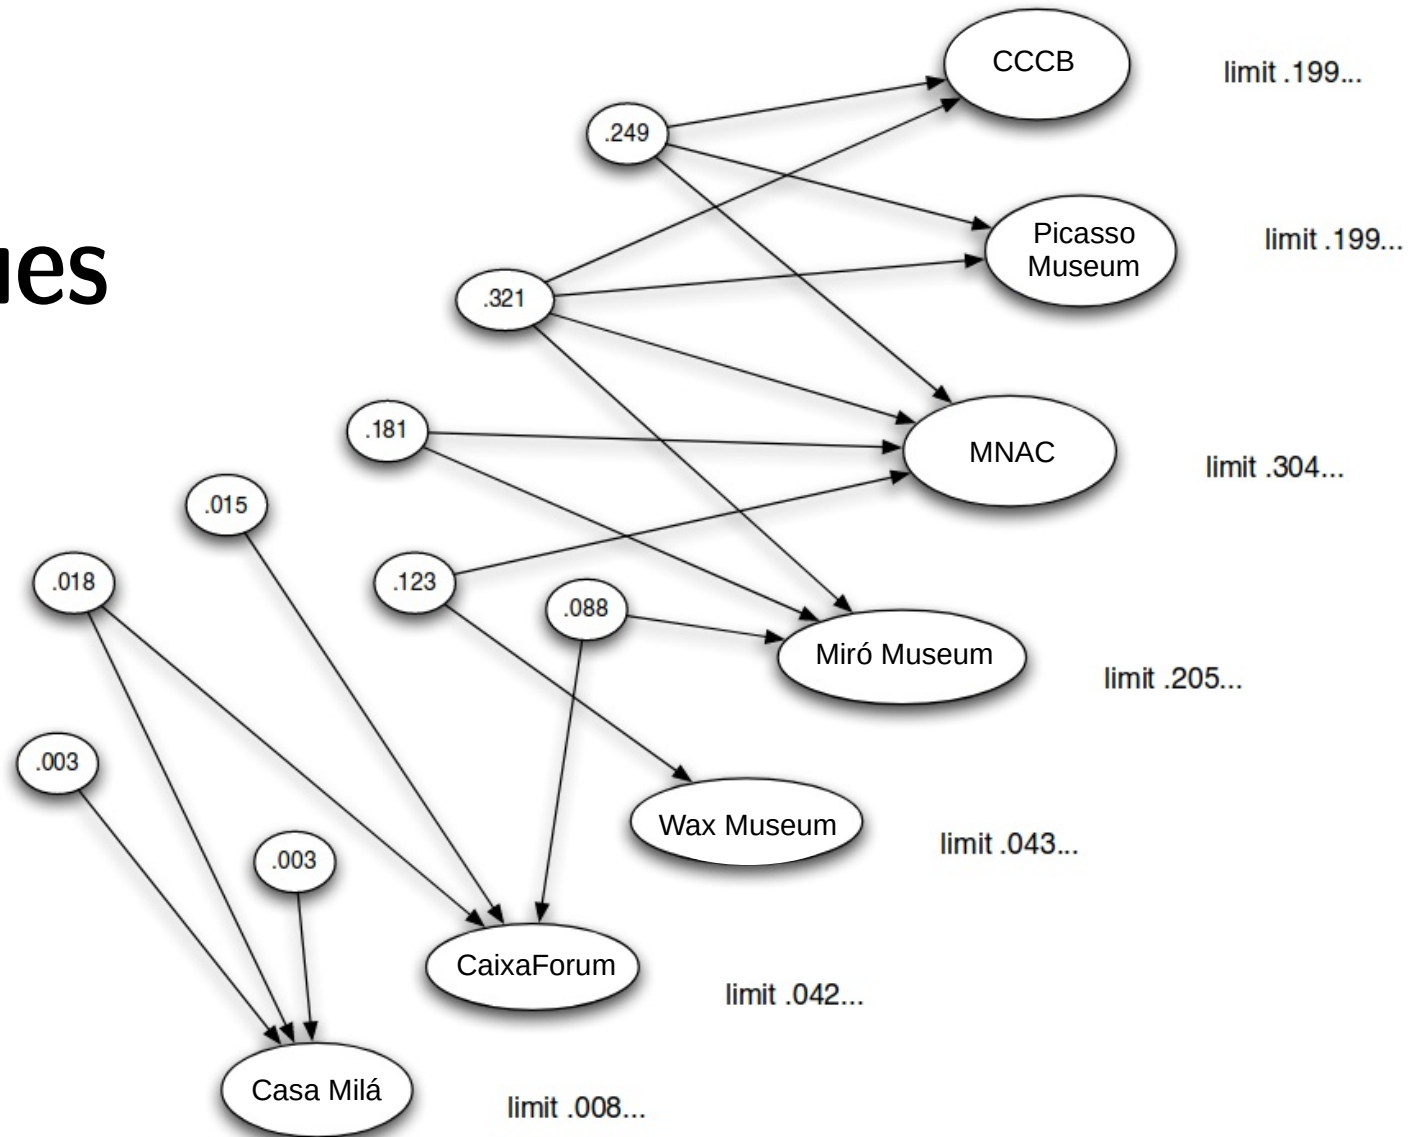 CCCB
limit .199...
.249
Picasso
Museum
limit .199...
.321
.181
MNAC
limit .304...
.015
.018
.123
.088
Miró Museum
limit .205...
.003
Wax Museum
limit .043...
.003
CaixaForum
limit .042...
Casa Milá
limit .008...